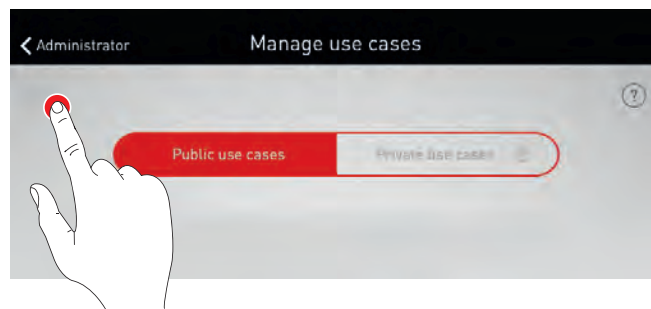 Administrator
Manage use cases
?
Public use cases
Private use cases